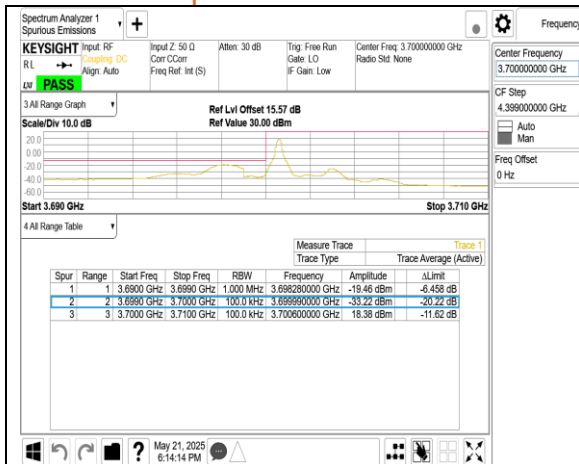 Spectrum Analyzer 1
Spurious Emissions
Frequency
KEYSIGHT Input: RF Input Z: 50 Ω Atten: 30 dB Trig: Free Run Center Freq: 3.700000000 GHz
RL Coupling: DC Corr CCorr Gate: LO Radio Std: None
Align: Auto Freq Ref: Int (S) IF Gain: Low
LXI PASS
Center Frequency
3.700000000 GHz
CF Step
4.399000000 GHz
Auto
Man
Freq Offset
0 Hz
3 All Range Graph
Ref Lvl Offset 15.57 dB
Scale/Div 10.0 dB Ref Value 30.00 dBm
20.0
0.00
-20.0
-40.0
-60.0
Start 3.690 GHz Stop 3.710 GHz
4 All Range Table
Measure Trace Trace 1
Trace Type Trace Average (Active)
Spur Range Start Freq Stop Freq RBW Frequency Amplitude ΔLimit
1 1 3.6900 GHz 3.6990 GHz 1.000 MHz 3.698280000 GHz -19.46 dBm -6.458 dB
2 2 3.6990 GHz 3.7000 GHz 100.0 kHz 3.699990000 GHz -33.22 dBm -20.22 dB
3 3 3.7000 GHz 3.7100 GHz 100.0 kHz 3.700600000 GHz 18.38 dBm -11.62 dB
? May 21, 2025
6:14:14 PM